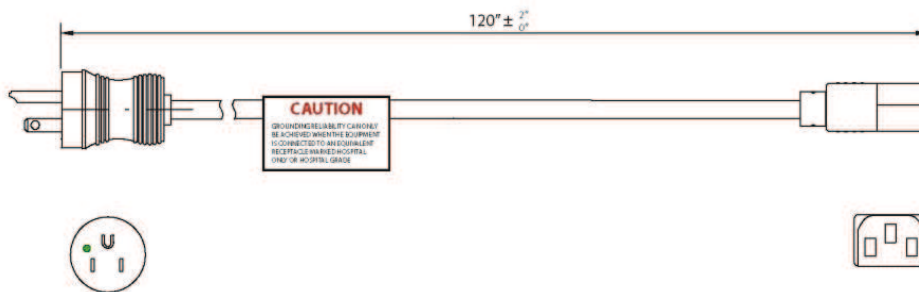 120" ± 2"
0"
CAUTION
GROUNDING RELIABILITY CAN ONLY
BE ACHIEVED WHEN THE EQUIPMENT
IS CONNECTED TO AN EQUIVALENT
RECEPTACLE MARKED HOSPITAL
ONLY OR HOSPITAL GRADE